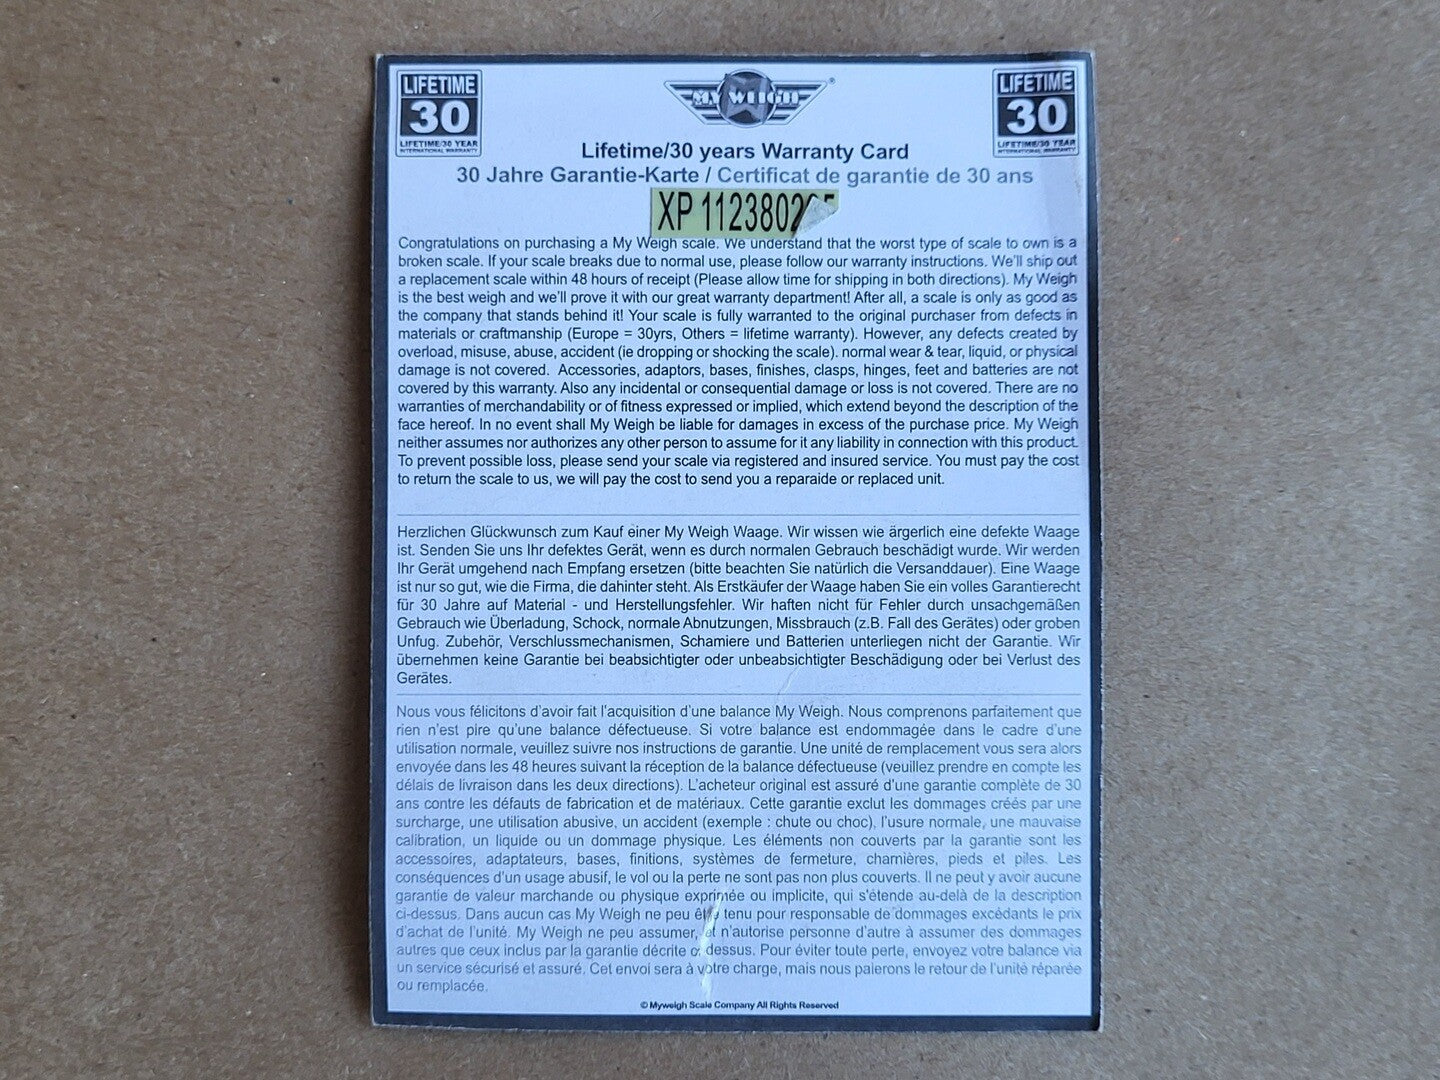 LIFETIME
30
LIFETIME/30 YEAR
INTERNATIONAL WARRANTY
MY WEIGH
®
LIFETIME
30
LIFETIME/30 YEAR
INTERNATIONAL WARRANTY
Lifetime/30 years Warranty Card
30 Jahre Garantie-Karte / Certificat de garantie de 30 ans
XP
Congratulations on purchasing a My Weigh scale. We understand that the worst type of scale to own is a
broken scale. If your scale breaks due to normal use, please follow our warranty instructions. We'll ship out
a replacement scale within 48 hours of receipt (Please allow time for shipping in both directions). My Weigh
is the best weigh and we'll prove it with our great warranty department! After all, a scale is only as good as
the company that stands behind it! Your scale is fully warranted to the original purchaser from defects in
materials or craftmanship (Europe = 30yrs, Others = lifetime warranty). However, any defects created by
overload, misuse, abuse, accident (ie dropping or shocking the scale). normal wear & tear, liquid, or physical
damage is not covered. Accessories, adaptors, bases, finishes, clasps, hinges, feet and batteries are not
covered by this warranty. Also any incidental or consequential damage or loss is not covered. There are no
warranties of merchandability or of fitness expressed or implied, which extend beyond the description of the
face hereof. In no event shall My Weigh be liable for damages in excess of the purchase price. My Weigh
neither assumes nor authorizes any other person to assume for it any liability in connection with this product.
To prevent possible loss, please send your scale via registered and insured service. You must pay the cost
to return the scale to us, we will pay the cost to send you a reparaide or replaced unit.
Herzlichen Glückwunsch zum Kauf einer My Weigh Waage. Wir wissen wie ärgerlich eine defekte Waage
ist. Senden Sie uns Ihr defektes Gerät, wenn es durch normalen Gebrauch beschädigt wurde. Wir werden
Ihr Gerät umgehend nach Empfang ersetzen (bitte beachten Sie natürlich die Versanddauer). Eine Waage
ist nur so gut, wie die Firma, die dahinter steht. Als Erstkäufer der Waage haben Sie ein volles Garantierecht
für 30 Jahre auf Material - und Herstellungsfehler. Wir haften nicht für Fehler durch unsachgemäßen
Gebrauch wie Überladung, Schock, normale Abnutzungen, Missbrauch (z.B. Fall des Gerätes) oder groben
Unfug. Zubehör, Verschlussmechanismen, Schamiere und Batterien unterliegen nicht der Garantie. Wir
übernehmen keine Garantie bei beabsichtigter oder unbeabsichtigter Beschädigung oder bei Verlust des
Gerätes.
Nous vous félicitons d'avoir fait l'acquisition d'une balance My Weigh. Nous comprenons parfaitement que
rien n'est pire qu'une balance défectueuse. Si votre balance est endommagée dans le cadre d'une
utilisation normale, veuillez suivre nos instructions de garantie. Une unité de remplacement vous sera alors
envoyée dans les 48 heures suivant la réception de la balance défectueuse (veuillez prendre en compte les
délais de livraison dans les deux directions). L'acheteur original est assuré d'une garantie complète de 30
ans contre les défauts de fabrication et de matériaux. Cette garantie exclut les dommages créés par une
surcharge, une utilisation abusive, un accident (exemple : chute ou choc), l'usure normale, une mauvaise
calibration, un liquide ou un dommage physique. Les éléments non couverts par la garantie sont les
accessoires, adaptateurs, bases, finitions, systèmes de fermeture, charnières, pieds et piles. Les
conséquences d'un usage abusif, le vol ou la perte ne sont pas non plus couverts. Il ne peut y avoir aucune
garantie de valeur marchande ou physique exprimée ou implicite, qui s'étende au-delà de la description
ci-dessus. Dans aucun cas My Weigh ne peu tenu pour responsable de dommages excédants le prix
d'achat de l'unité. My Weigh ne peu assumer, et n'autorise personne d'autre à assumer des dommages
autres que ceux inclus par la garantie décrite dessus. Pour éviter toute perte, envoyez votre balance via
un service sécurisé et assuré. Cet envoi sera à votre charge, mais nous paierons le retour de l'unité réparée
ou remplacée.
© Myweigh Scale Company All Rights Reserved